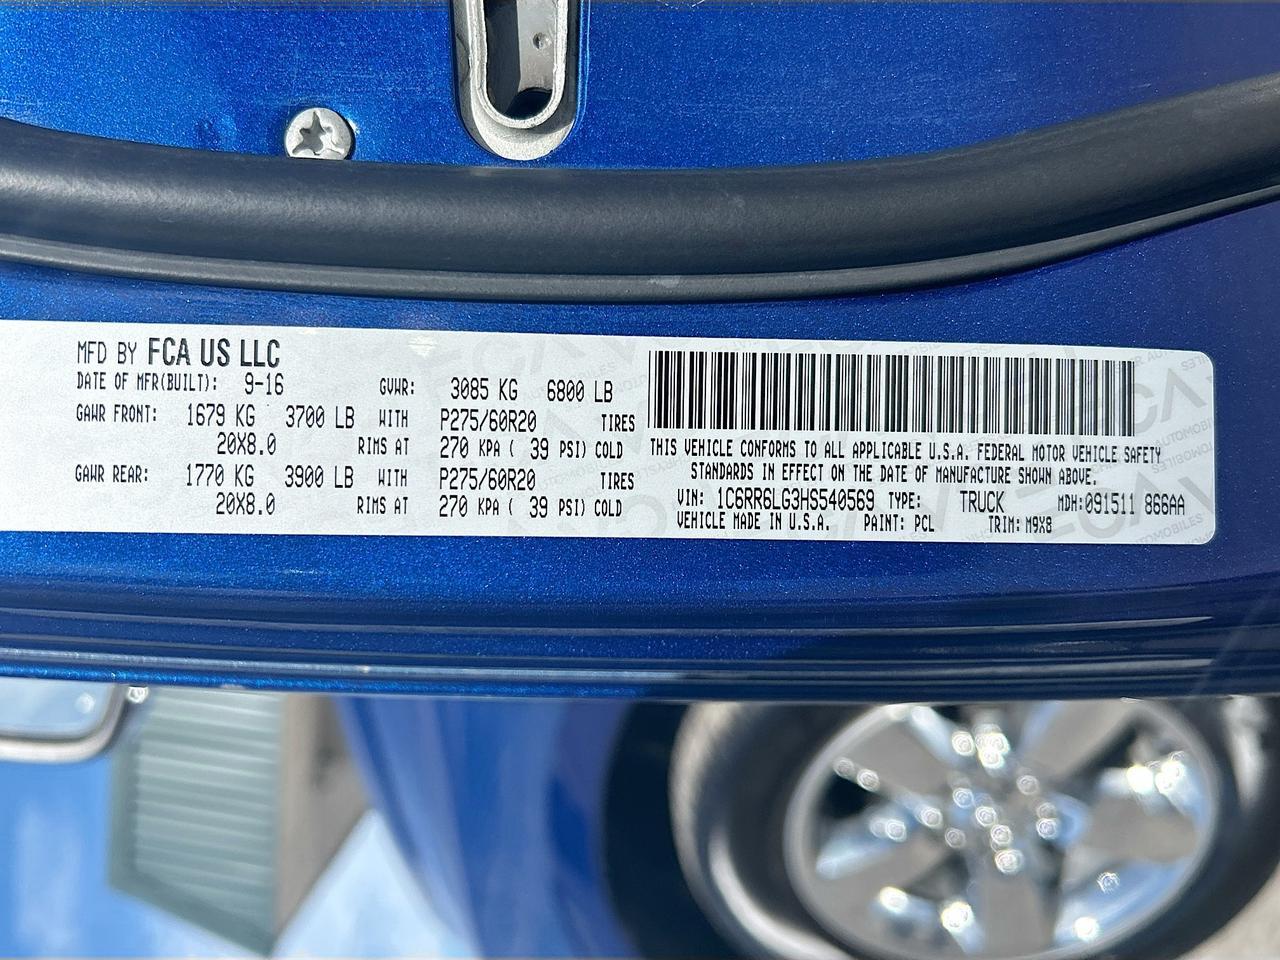 MFD BY FCA US LLC
DATE OF MFR(BUILT): 9-16 GVWR: 3085 KG 6800 LB
GAWR FRONT: 1679 KG 3700 LB WITH P275/60R20 TIRES
20X8.0 RIMS AT 270 KPA ( 39 PSI) COLD
GAWR REAR: 1770 KG 3900 LB WITH P275/60R20 TIRES
20X8.0 RIMS AT 270 KPA ( 39 PSI) COLD
THIS VEHICLE CONFORMS TO ALL APPLICABLE U.S.A. FEDERAL MOTOR VEHICLE SAFETY
STANDARDS IN EFFECT ON THE DATE OF MANUFACTURE SHOWN ABOVE.
VIN: 1C6RR6LG3HS540569 TYPE: TRUCK MDH:091511 866AA
VEHICLE MADE IN U.S.A. PAINT: PCL TRIM: M9X8